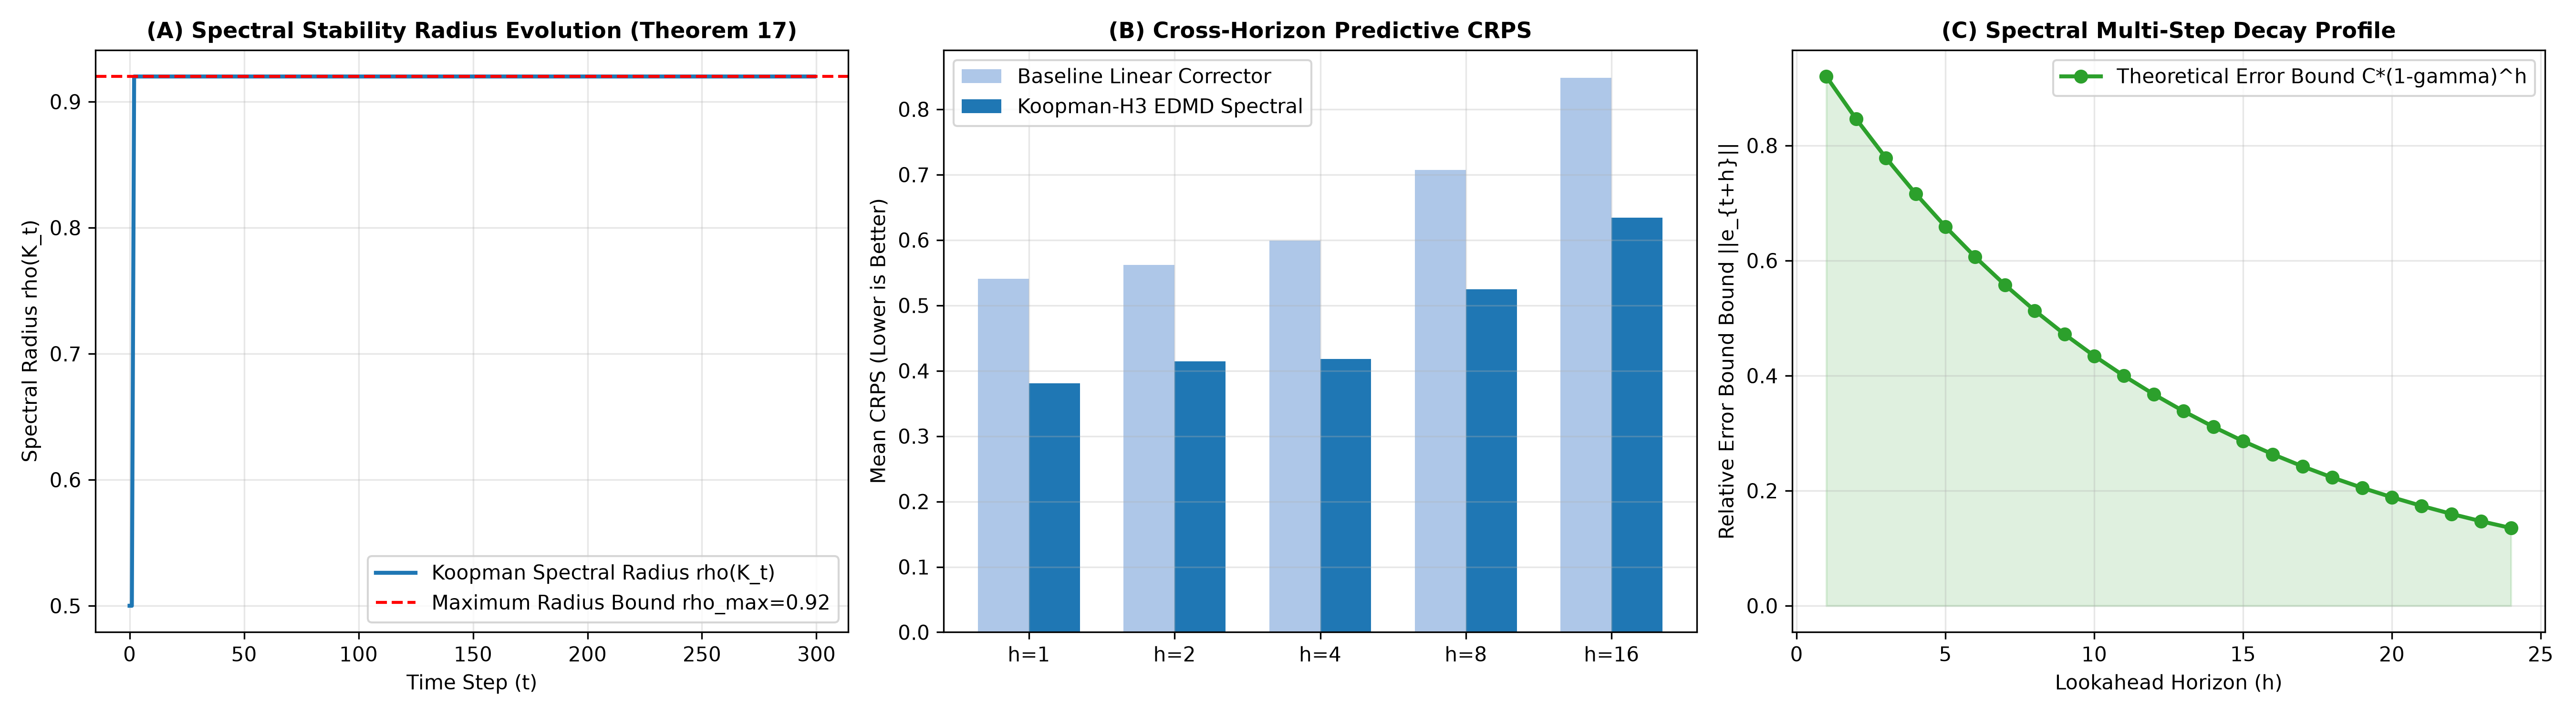 (A) Spectral Stability Radius Evolution (Theorem 17)
Spectral Radius rho(K_t)
0.9
0.8
0.7
0.6
0.5
Koopman Spectral Radius rho(K_t)
Maximum Radius Bound rho_max=0.92
0 50 100 150 200 250 300
Time Step (t)
(B) Cross-Horizon Predictive CRPS
Mean CRPS (Lower is Better)
Baseline Linear Corrector
Koopman-H3 EDMD Spectral
0.8
0.7
0.6
0.5
0.4
0.3
0.2
0.1
0.0
h=1 h=2 h=4 h=8 h=16
(C) Spectral Multi-Step Decay Profile
Relative Error Bound ||e_{t+h}||
Theoretical Error Bound C*(1-gamma)^h
0.8
0.6
0.4
0.2
0.0
0 5 10 15 20 25
Lookahead Horizon (h)